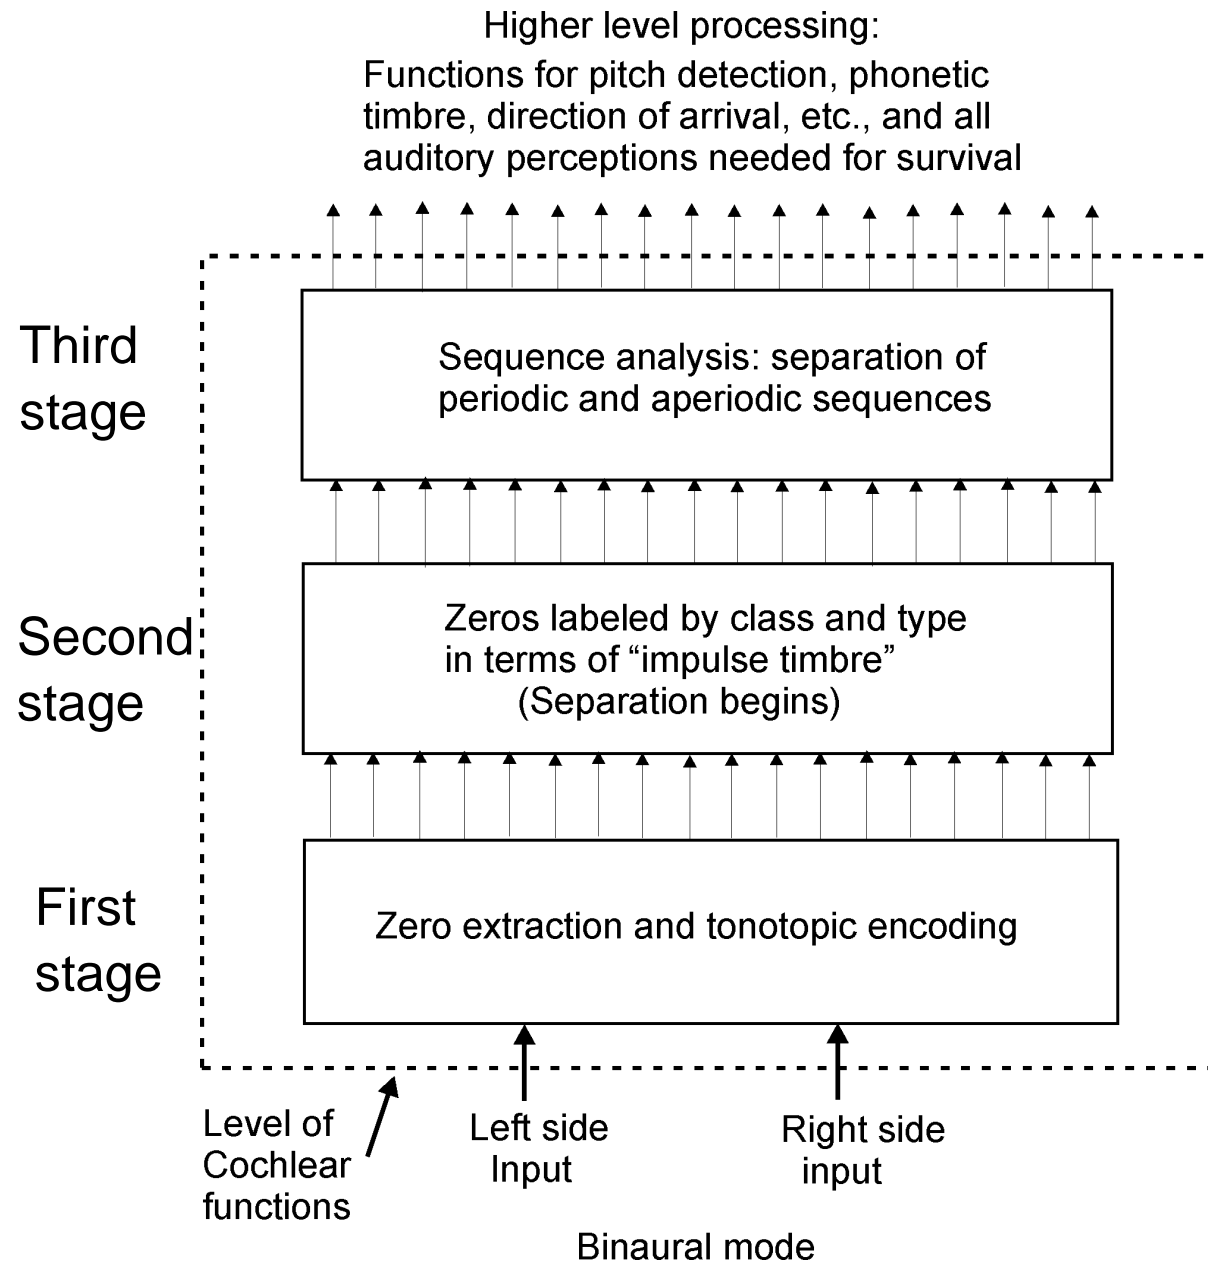 Higher level processing:
Functions for pitch detection, phonetic
timbre, direction of arrival, etc., and all
auditory perceptions needed for survival
Third
stage
Sequence analysis: separation of
periodic and aperiodic sequences
Second
stage
Zeros labeled by class and type
in terms of “impulse timbre”
(Separation begins)
First
stage
Zero extraction and tonotopic encoding
Level of
Cochlear
functions
Left side
Input
Right side
input
Binaural mode